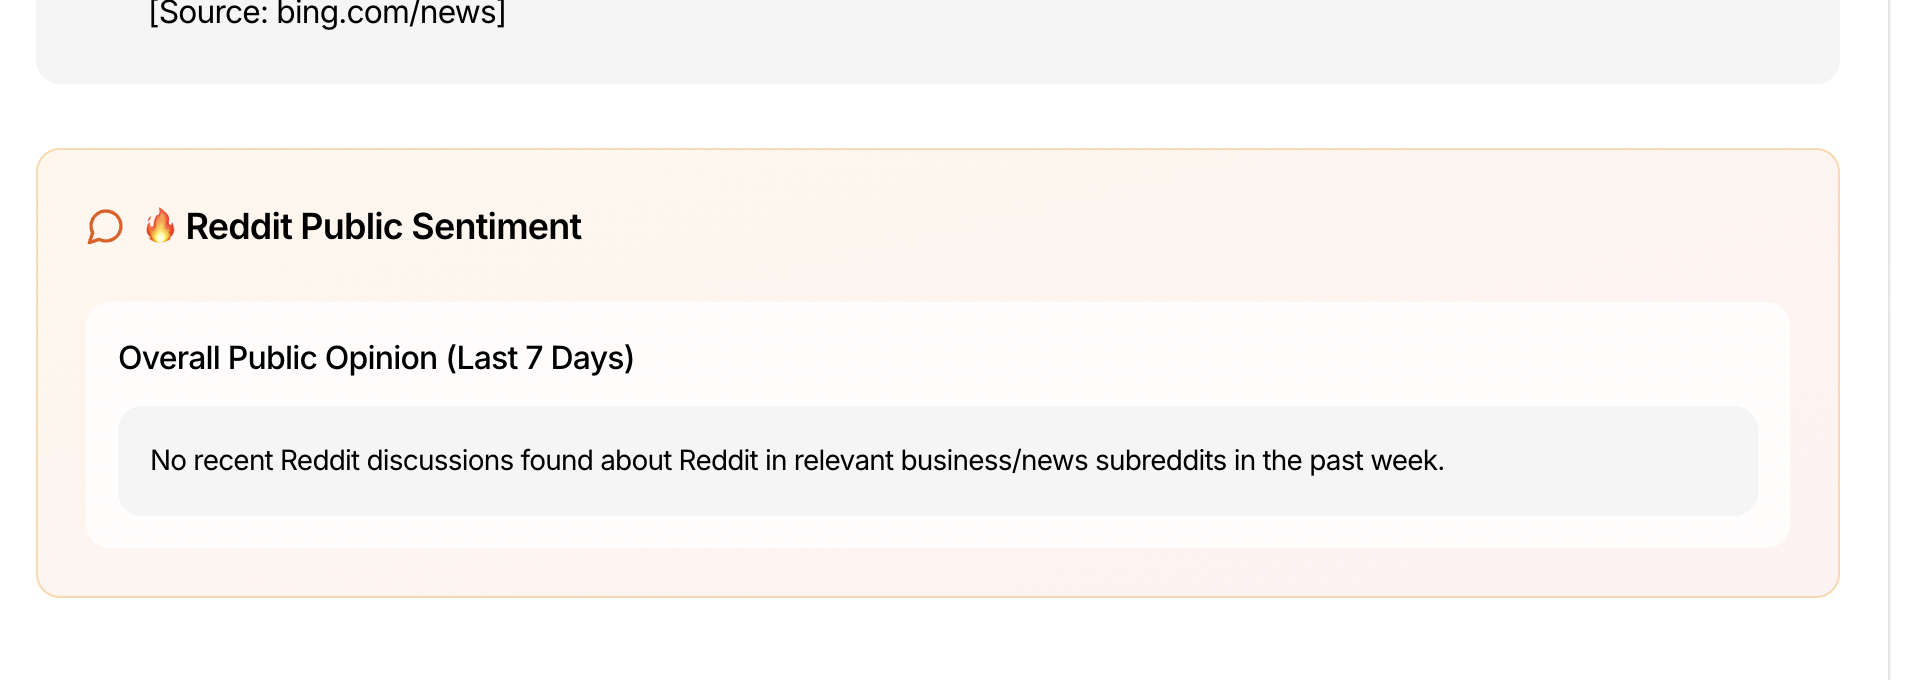 [Source: bing.com/news]
🔥 Reddit Public Sentiment
Overall Public Opinion (Last 7 Days)
No recent Reddit discussions found about Reddit in relevant business/news subreddits in the past week.